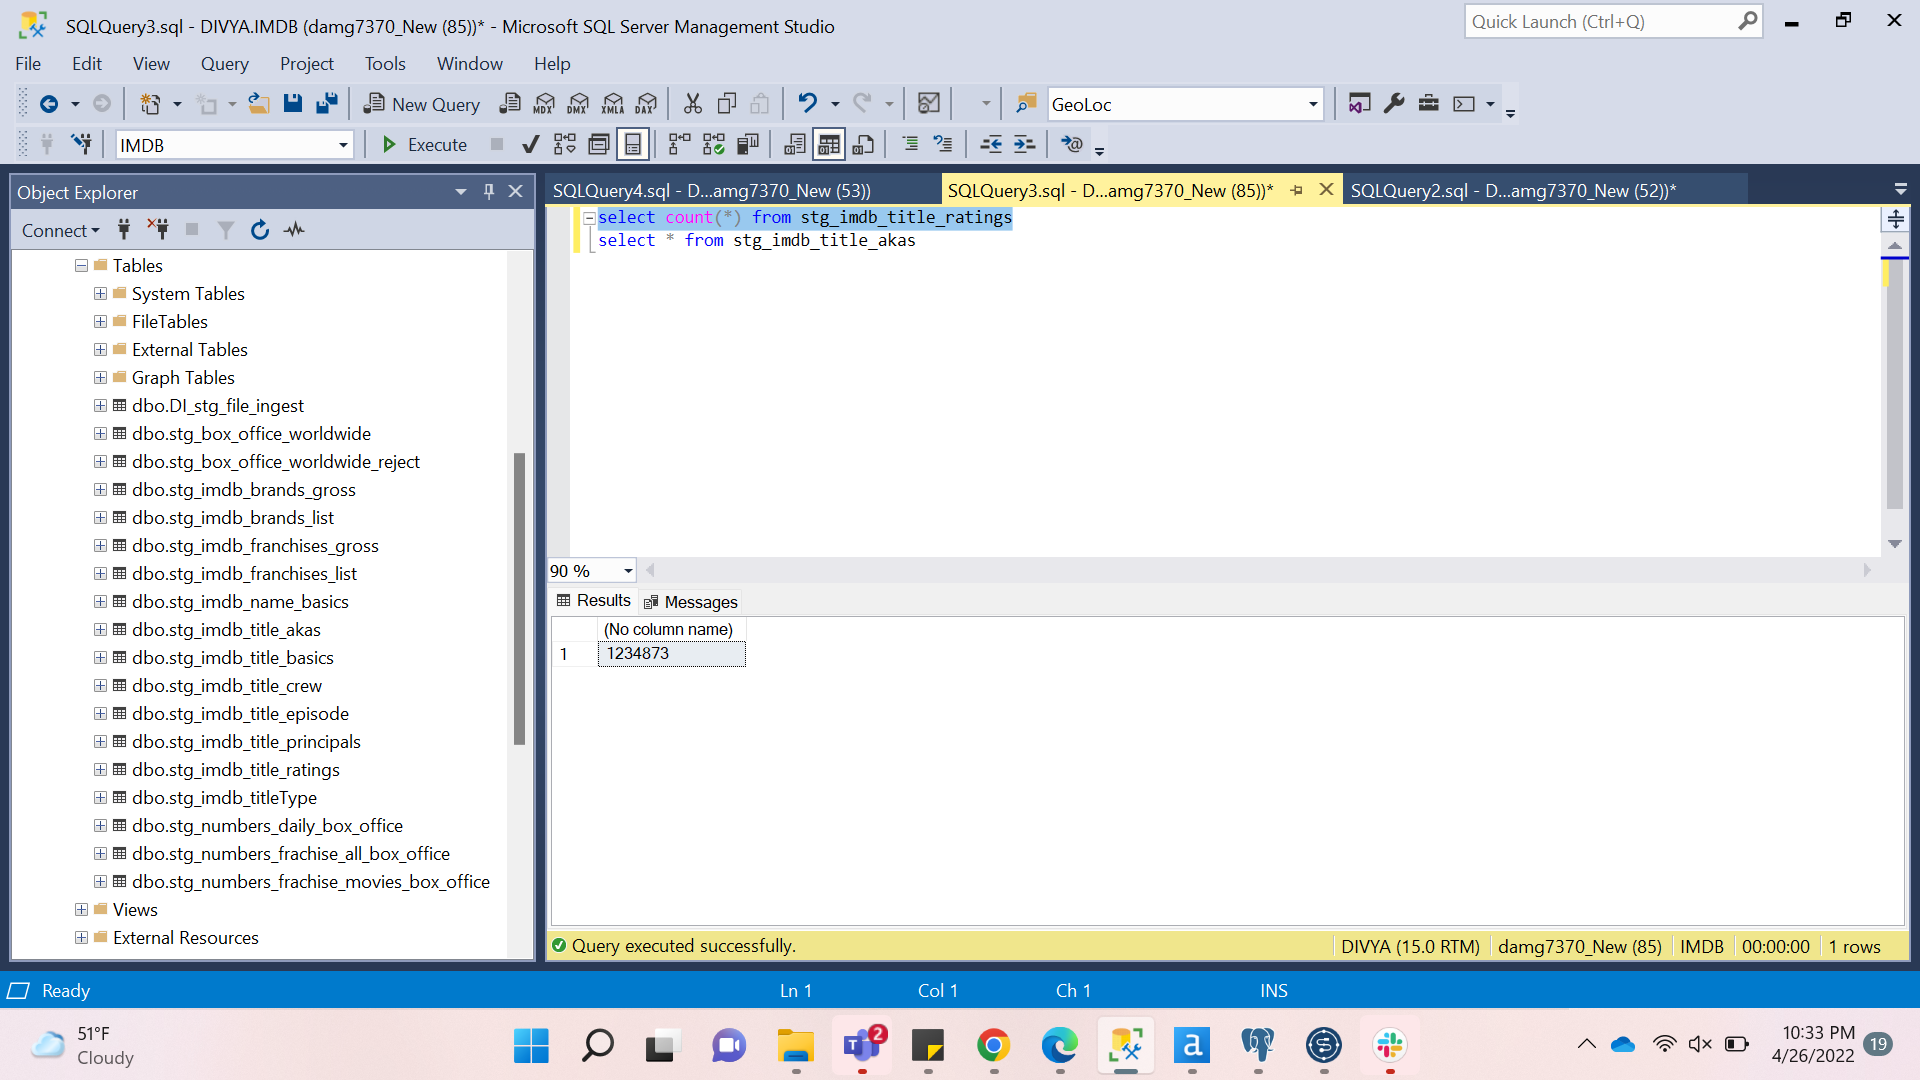 SQLQuery3.sql - DIVYA.IMDB (damg7370_New (85))* - Microsoft SQL Server Management Studio
Quick Launch (Ctrl+Q)
File Edit View Query Project Tools Window Help
New Query MDX DMX XMLA DAX GeoLoc
IMDB Execute
Object Explorer
Connect
Tables
System Tables
FileTables
External Tables
Graph Tables
dbo.DI_stg_file_ingest
dbo.stg_box_office_worldwide
dbo.stg_box_office_worldwide_reject
dbo.stg_imdb_brands_gross
dbo.stg_imdb_brands_list
dbo.stg_imdb_franchises_gross
dbo.stg_imdb_franchises_list
dbo.stg_imdb_name_basics
dbo.stg_imdb_title_akas
dbo.stg_imdb_title_basics
dbo.stg_imdb_title_crew
dbo.stg_imdb_title_episode
dbo.stg_imdb_title_principals
dbo.stg_imdb_title_ratings
dbo.stg_imdb_titleType
dbo.stg_numbers_daily_box_office
dbo.stg_numbers_frachise_all_box_office
dbo.stg_numbers_frachise_movies_box_office
Views
External Resources
SQLQuery4.sql - D...amg7370_New (53)) SQLQuery3.sql - D...amg7370_New (85))* SQLQuery2.sql - D...amg7370_New (52))*
select count(*) from stg_imdb_title_ratings
select * from stg_imdb_title_akas
90 %
Results Messages
(No column name)
1 1234873
Query executed successfully. DIVYA (15.0 RTM) damg7370_New (85) IMDB 00:00:00 1 rows
Ready Ln 1 Col 1 Ch 1 INS
51°F
Cloudy
2
T
a
10:33 PM
4/26/2022
19